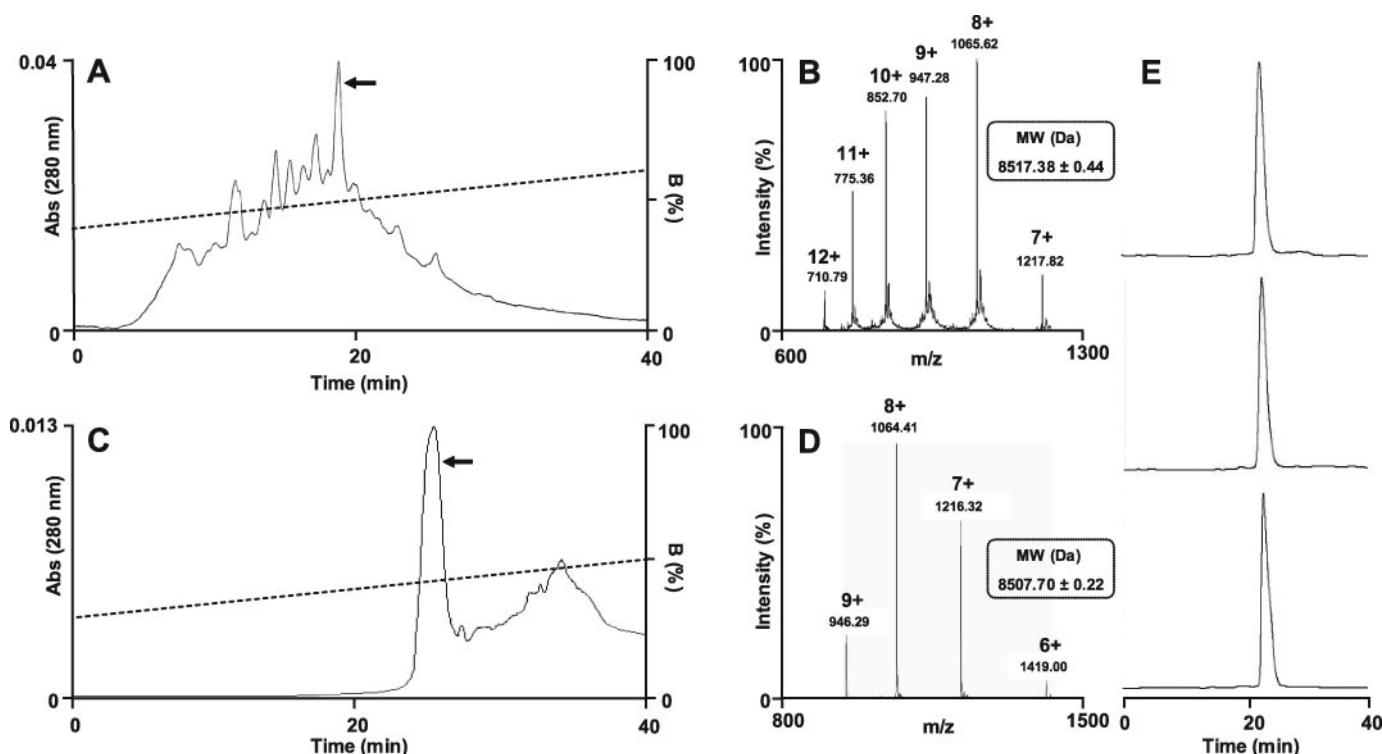 A
0.04
Abs (280 nm)
0
100
B (%)
0
0 20 40
Time (min)
B
100
Intensity (%)
0
12+
710.79
11+
775.36
10+
852.70
9+
947.28
8+
1065.62
7+
1217.82
MW (Da)
8517.38 ± 0.44
600 1300
m/z
C
0.013
Abs (280 nm)
0
100
B (%)
0
0 20 40
Time (min)
D
100
Intensity (%)
0
9+
946.29
8+
1064.41
7+
1216.32
6+
1419.00
MW (Da)
8507.70 ± 0.22
800 1500
m/z
E
0 20 40
Time (min)